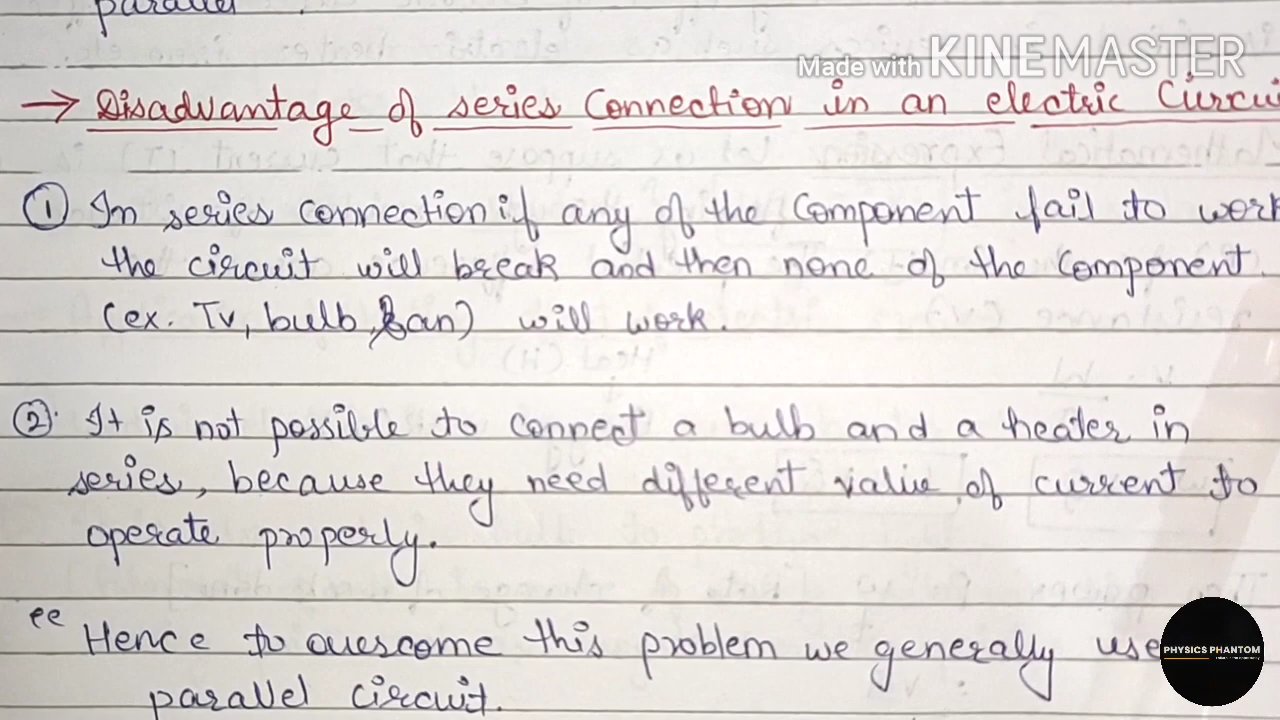 parallel .
Made with KINEMASTER
→ Disadvantage of series Connection in an electric Circui
① In series connection if any of the Component fail to work
the circuit will break and then none of the Component
(ex. Tv, bulb, fan) will work.
② It is not possible to connect a bulb and a heater in
series, because they need different value of current to
operate properly.
Hence to overcome this problem we generally use
parallel circuit.
PHYSICS PHANTOM